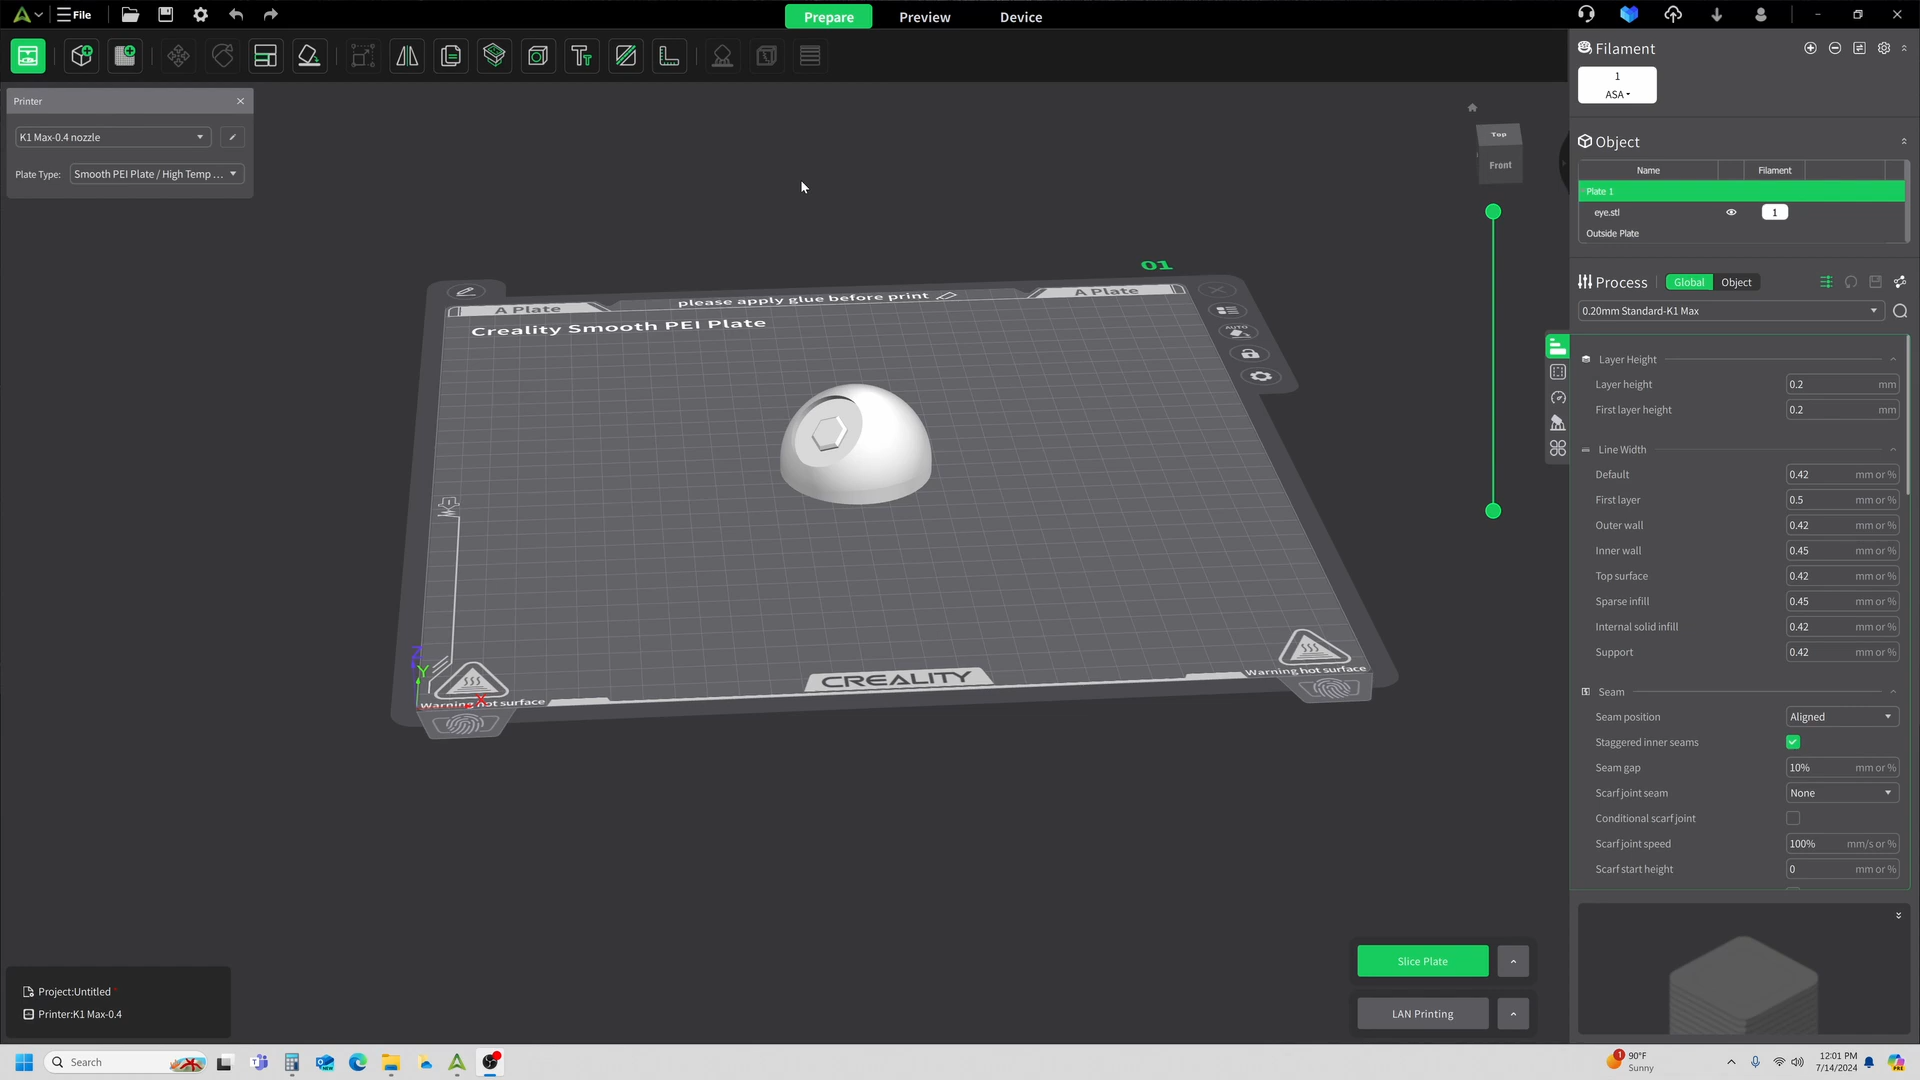 File
Prepare
Preview
Device
Printer
K1 Max-0.4 nozzle
Plate Type:
Smooth PEI Plate / High Temp ...
Top
Front
01
A Plate
please apply glue before print
A Plate
Creality Smooth PEI Plate
AUTO
Z
Y
X
Warning hot surface
CREALITY
Warning hot surface
Filament
1
ASA
Object
Name
Filament
Plate 1
eye.stl
1
Outside Plate
Process
Global
Object
0.20mm Standard-K1 Max
Layer Height
Layer height
0.2 mm
First layer height
0.2 mm
Line Width
Default
0.42 mm or %
First layer
0.5 mm or %
Outer wall
0.42 mm or %
Inner wall
0.45 mm or %
Top surface
0.42 mm or %
Sparse infill
0.45 mm or %
Internal solid infill
0.42 mm or %
Support
0.42 mm or %
Seam
Seam position
Aligned
Staggered inner seams
Seam gap
10% mm or %
Scarf joint seam
None
Conditional scarf joint
Scarf joint speed
100% mm/s or %
Scarf start height
0 mm or %
Slice Plate
LAN Printing
Project:Untitled *
Printer:K1 Max-0.4
Search
1
90°F
Sunny
12:01 PM
7/14/2024